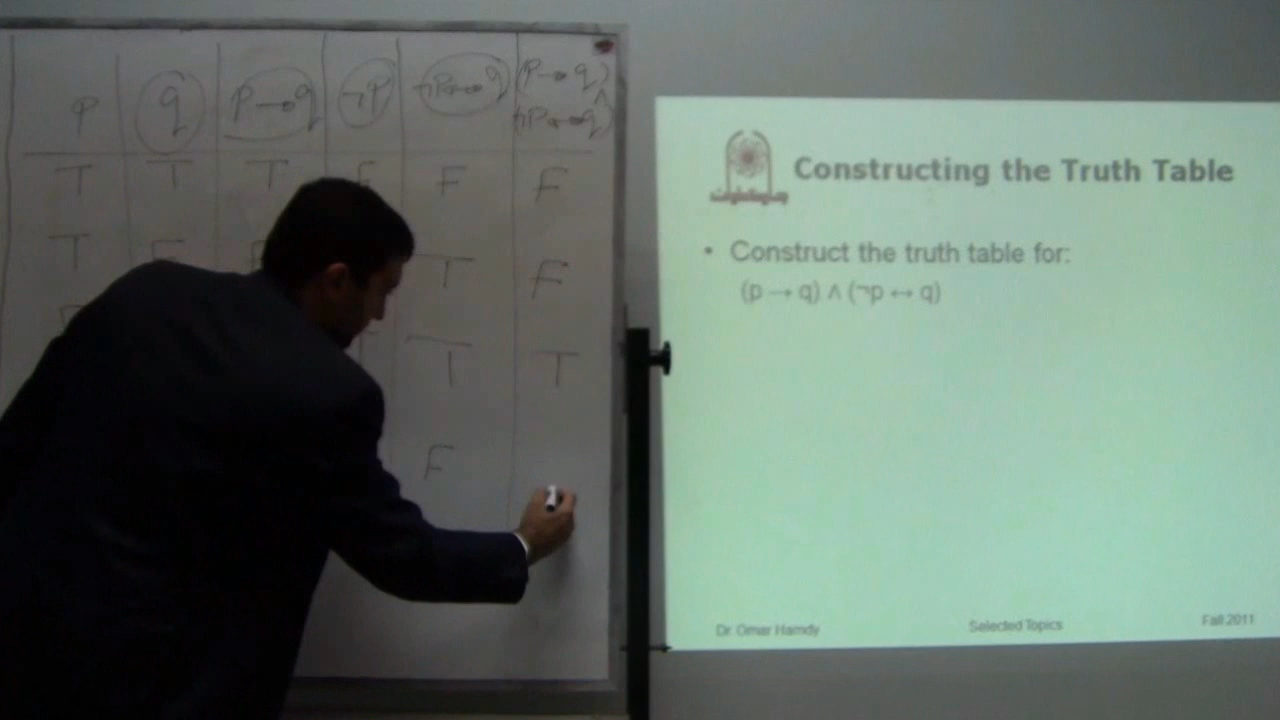 p q p→q ¬p ¬p↔q (p→q)
∧
(¬p↔q)
T T T F F F
T F F T F
F T T T
F
Constructing the Truth Table
• Construct the truth table for:
(p → q) ∧ (¬p ↔ q)
Dr. Omar Hamdy Selected Topics Fall 2011